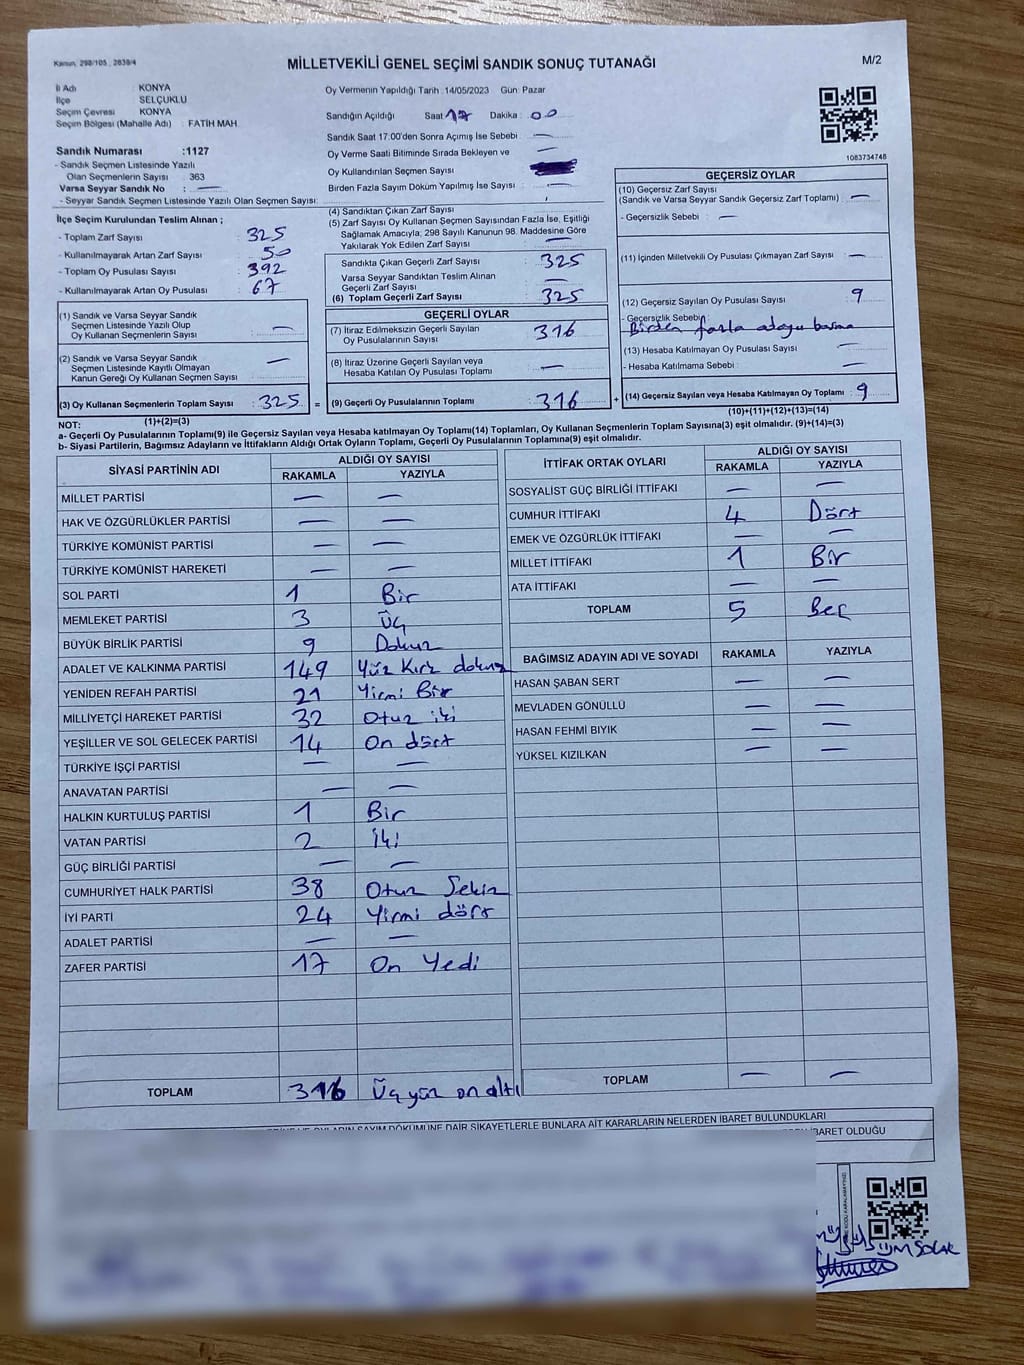 Kanun, 298/105 , 2839/4
MİLLETVEKİLİ GENEL SEÇİMİ SANDIK SONUÇ TUTANAĞI
M/2
İl Adı KONYA
İlçe SELÇUKLU
Seçim Çevresi KONYA
Seçim Bölgesi (Mahalle Adı) : FATİH MAH.
Sandık Numarası :1127
- Sandık Seçmen Listesinde Yazılı
Olan Seçmenlerin Sayısı : 363
Varsa Seyyar Sandık No : —
- Seyyar Sandık Seçmen Listesinde Yazılı Olan Seçmen Sayısı:
Oy Vermenin Yapıldığı Tarih :14/05/2023 Gün: Pazar
Sandığın Açıldığı Saat 17 Dakika : 00
Sandık Saat 17:00'den Sonra Açımış İse Sebebi : —
Oy Verme Saati Bitiminde Sırada Bekleyen ve —
Oy Kullandırılan Seçmen Sayısı
Birden Fazla Sayım Döküm Yapılmış İse Sayısı : —
1083734748
İlçe Seçim Kurulundan Teslim Alınan ;
- Toplam Zarf Sayısı : 325
- Kullanılmayarak Artan Zarf Sayısı : 50
- Toplam Oy Pusulası Sayısı : 392
- Kullanılmayarak Artan Oy Pusulası : 67
(1) Sandık ve Varsa Seyyar Sandık
Seçmen Listesinde Yazılı Olup
Oy Kullanan Seçmenlerin Sayısı : —
(2) Sandık ve Varsa Seyyar Sandık
Seçmen Listesinde Kayıtlı Olmayan
Kanun Gereği Oy Kullanan Seçmen Sayısı : —
(3) Oy Kullanan Seçmenlerin Toplam Sayısı : 325 =
(1)+(2)=(3)
(4) Sandıktan Çıkan Zarf Sayısı
(5) Zarf Sayısı Oy Kullanan Seçmen Sayısından Fazla İse, Eşitliği
Sağlamak Amacıyla, 298 Sayılı Kanunun 98. Maddesine Göre
Yakılarak Yok Edilen Zarf Sayısı : —
Sandıkta Çıkan Geçerli Zarf Sayısı : 325
Varsa Seyyar Sandıktan Teslim Alınan
Geçerli Zarf Sayısı : —
(6) Toplam Geçerli Zarf Sayısı : 325
GEÇERLİ OYLAR
(7) İtiraz Edilmeksizin Geçerli Sayılan
Oy Pusulalarının Sayısı : 316
(8) İtiraz Üzerine Geçerli Sayılan veya
Hesaba Katılan Oy Pusulası Toplamı : —
(9) Geçerli Oy Pusulalarının Toplamı : 316 +
GEÇERSİZ OYLAR
(10) Geçersiz Zarf Sayısı
(Sandık ve Varsa Seyyar Sandık Geçersiz Zarf Toplamı) : —
- Geçersizlik Sebebi : —
(11) İçinden Milletvekili Oy Pusulası Çıkmayan Zarf Sayısı : —
(12) Geçersiz Sayılan Oy Pusulası Sayısı : 9
- Geçersizlik Sebebi :
Birden fazla adayı basma
(13) Hesaba Katılmayan Oy Pusulası Sayısı : —
- Hesaba Katılmama Sebebi : —
(14) Geçersiz Sayılan veya Hesaba Katılmayan Oy Toplamı : 9
(10)+(11)+(12)+(13)=(14)
NOT:
a- Geçerli Oy Pusulalarının Toplamı(9) ile Geçersiz Sayılan veya Hesaba katılmayan Oy Toplamı(14) Toplamları, Oy Kullanan Seçmenlerin Toplam Sayısına(3) eşit olmalıdır. (9)+(14)=(3)
b- Siyasi Partilerin, Bağımsız Adayların ve İttifakların Aldığı Ortak Oyların Toplamı, Geçerli Oy Pusulalarının Toplamına(9) eşit olmalıdır.
SİYASİ PARTİNİN ADI ALDIĞI OY SAYISI
RAKAMLA YAZIYLA
MİLLET PARTİSİ — —
HAK VE ÖZGÜRLÜKLER PARTİSİ — —
TÜRKİYE KOMÜNİST PARTİSİ — —
TÜRKİYE KOMÜNİST HAREKETİ — —
SOL PARTİ 1 Bir
MEMLEKET PARTİSİ 3 Üç
BÜYÜK BİRLİK PARTİSİ 9 Dokuz
ADALET VE KALKINMA PARTİSİ 149 Yüz Kırk dokuz
YENİDEN REFAH PARTİSİ 21 Yirmi Bir
MİLLİYETÇİ HAREKET PARTİSİ 32 Otuz iki
YEŞİLLER VE SOL GELECEK PARTİSİ 14 On dört
TÜRKİYE İŞÇİ PARTİSİ — —
ANAVATAN PARTİSİ — —
HALKIN KURTULUŞ PARTİSİ 1 Bir
VATAN PARTİSİ 2 iki
GÜÇ BİRLİĞİ PARTİSİ — —
CUMHURİYET HALK PARTİSİ 38 Otuz Sekiz
İYİ PARTİ 24 Yirmi dört
ADALET PARTİSİ — —
ZAFER PARTİSİ 17 On Yedi
TOPLAM 316 Üç yüz on altı
İTTİFAK ORTAK OYLARI ALDIĞI OY SAYISI
RAKAMLA YAZIYLA
SOSYALİST GÜÇ BİRLİĞİ İTTİFAKI — —
CUMHUR İTTİFAKI 4 Dört
EMEK VE ÖZGÜRLÜK İTTİFAKI — —
MİLLET İTTİFAKI 1 Bir
ATA İTTİFAKI — —
TOPLAM 5 Beş
BAĞIMSIZ ADAYIN ADI VE SOYADI RAKAMLA YAZIYLA
HASAN ŞABAN SERT — —
MEVLADEN GÖNÜLLÜ — —
HASAN FEHMİ BIYIK — —
YÜKSEL KIZILKAN — —
TOPLAM — —
OYLARIN SAYIM DÖKÜMÜNE DAİR ŞİKAYETLERLE BUNLARA AİT KARARLARIN NELERDEN İBARET BULUNDUKLARI
İBARET OLDUĞU